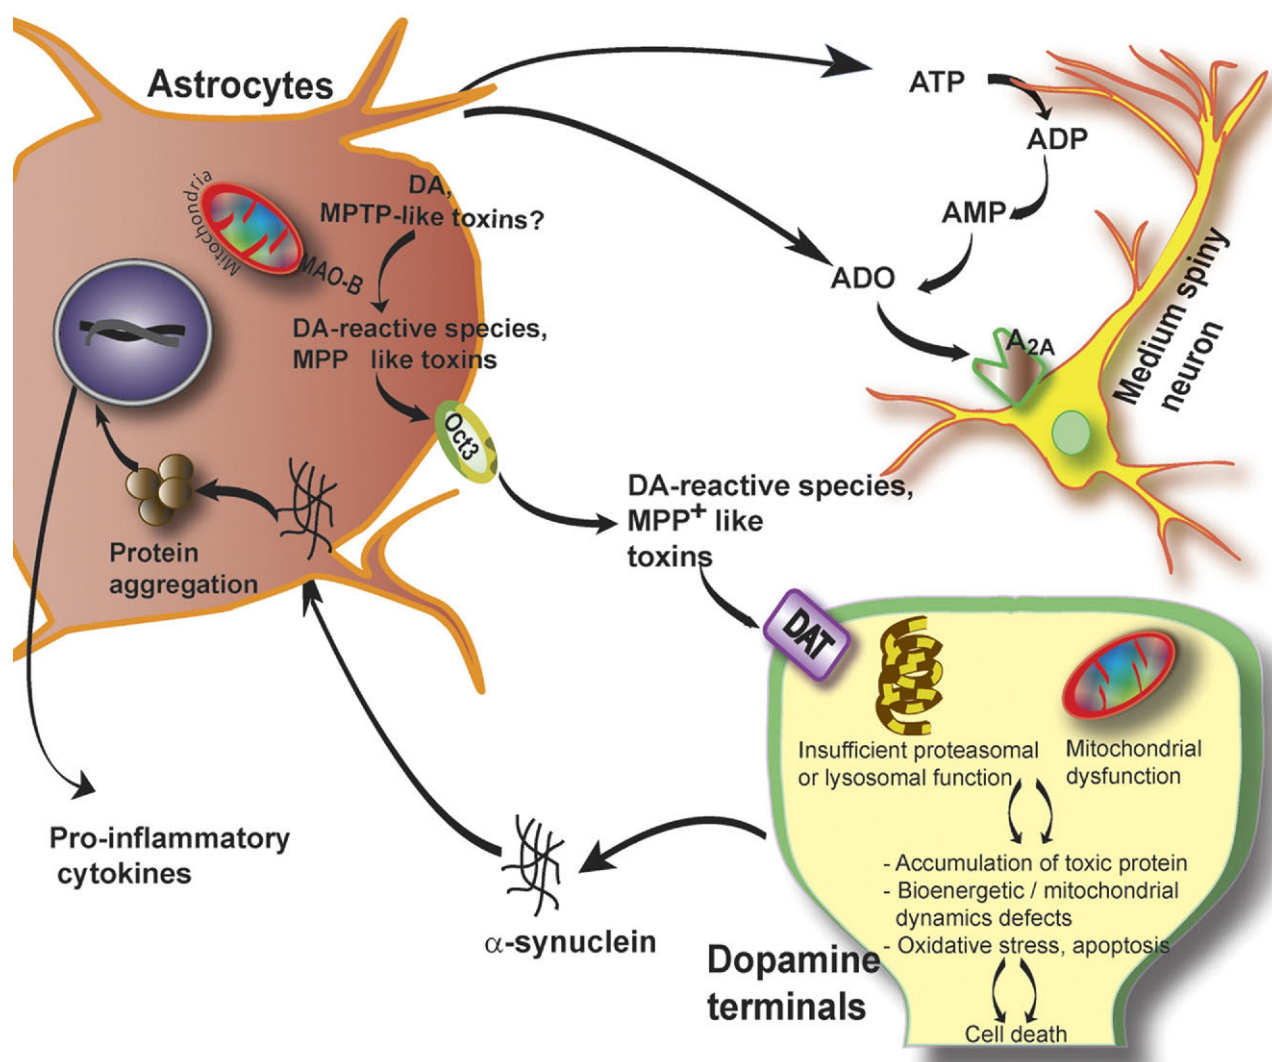 Astrocytes
Mitochondria
MAO-B
DA,
MPTP-like toxins?
DA-reactive species,
MPP like toxins
Oct3
Protein
aggregation
Pro-inflammatory
cytokines
ATP
ADP
AMP
ADO
A2A
Medium spiny
neuron
DA-reactive species,
MPP+ like
toxins
DAT
Insufficient proteasomal
or lysosomal function
Mitochondrial
dysfunction
- Accumulation of toxic protein
- Bioenergetic / mitochondrial
dynamics defects
- Oxidative stress, apoptosis
Cell death
α-synuclein
Dopamine
terminals